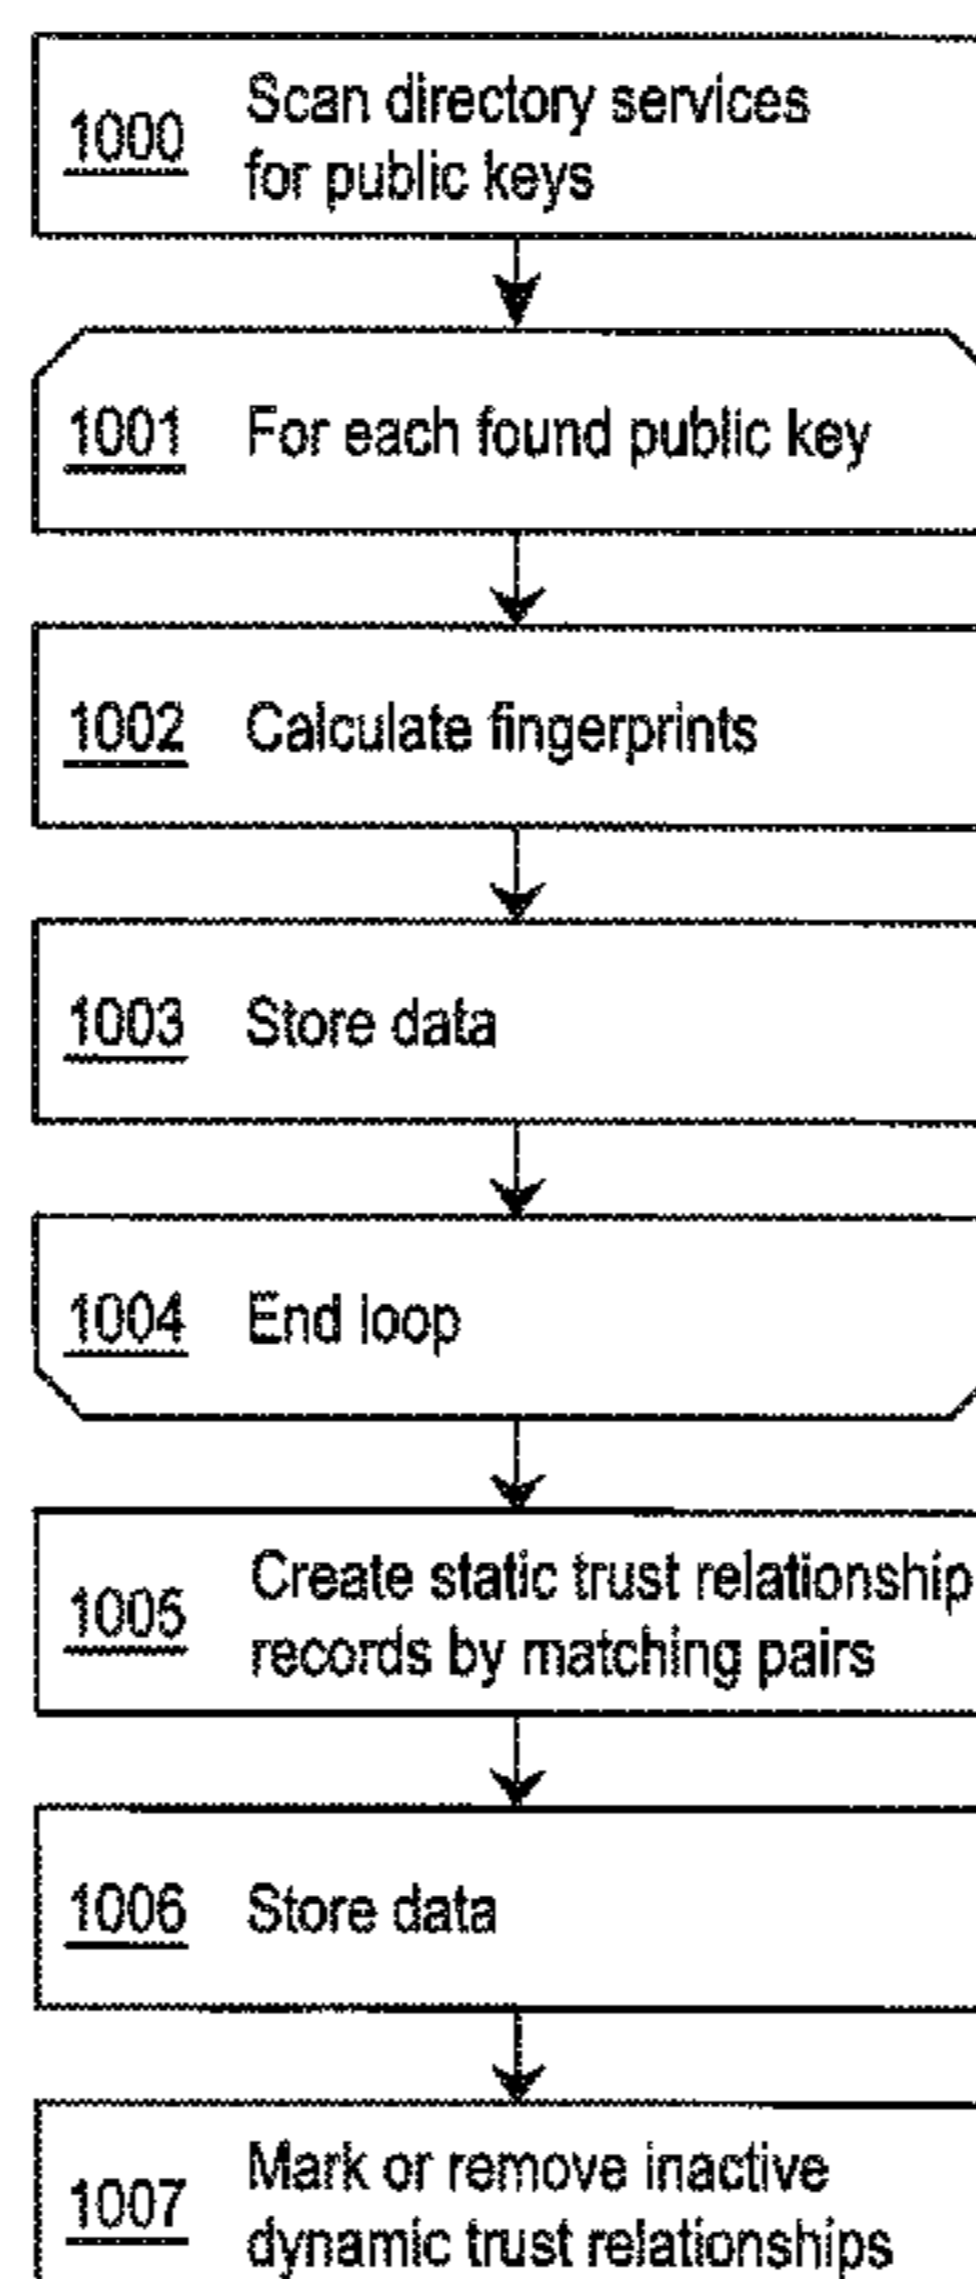 1000 Scan directory services
for public keys
1001 For each found public key
1002 Calculate fingerprints
1003 Store data
1004 End loop
1005 Create static trust relationship
records by matching pairs
1006 Store data
1007 Mark or remove inactive
dynamic trust relationships